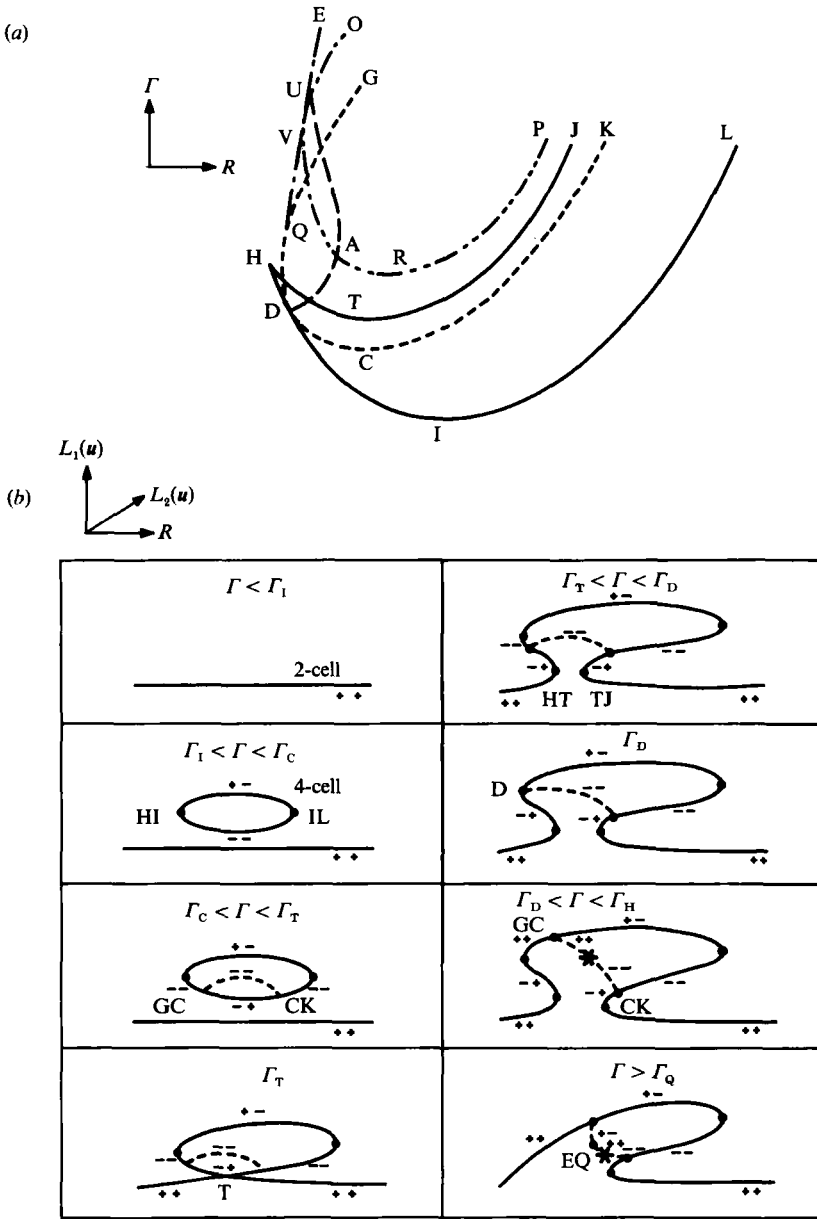 (a)
Γ
R
E
O
U
G
V
P
J
K
L
Q
A
H
R
D
T
C
I
(b)
L₁(u)
L₂(u)
R
Γ < Γ_I
2-cell
+ +
Γ_T < Γ < Γ_D
+ −
− −
− −
− +
− +
− −
HT
TJ
+ +
+ +
Γ_I < Γ < Γ_C
+ −
4-cell
HI
IL
− −
+ +
Γ_D
+ −
D
− −
− +
− +
− −
+ +
+ +
Γ_C < Γ < Γ_T
+ −
− −
− −
− −
GC
CK
− +
+ +
Γ_D < Γ < Γ_H
GC
+ −
+ +
+ +
− −
− +
− +
− −
CK
+ +
+ +
Γ_T
+ −
− −
− −
− +
− −
+ +
T
+ +
Γ > Γ_Q
+ −
+ +
+ −
+ +
− −
− −
EQ
+ +